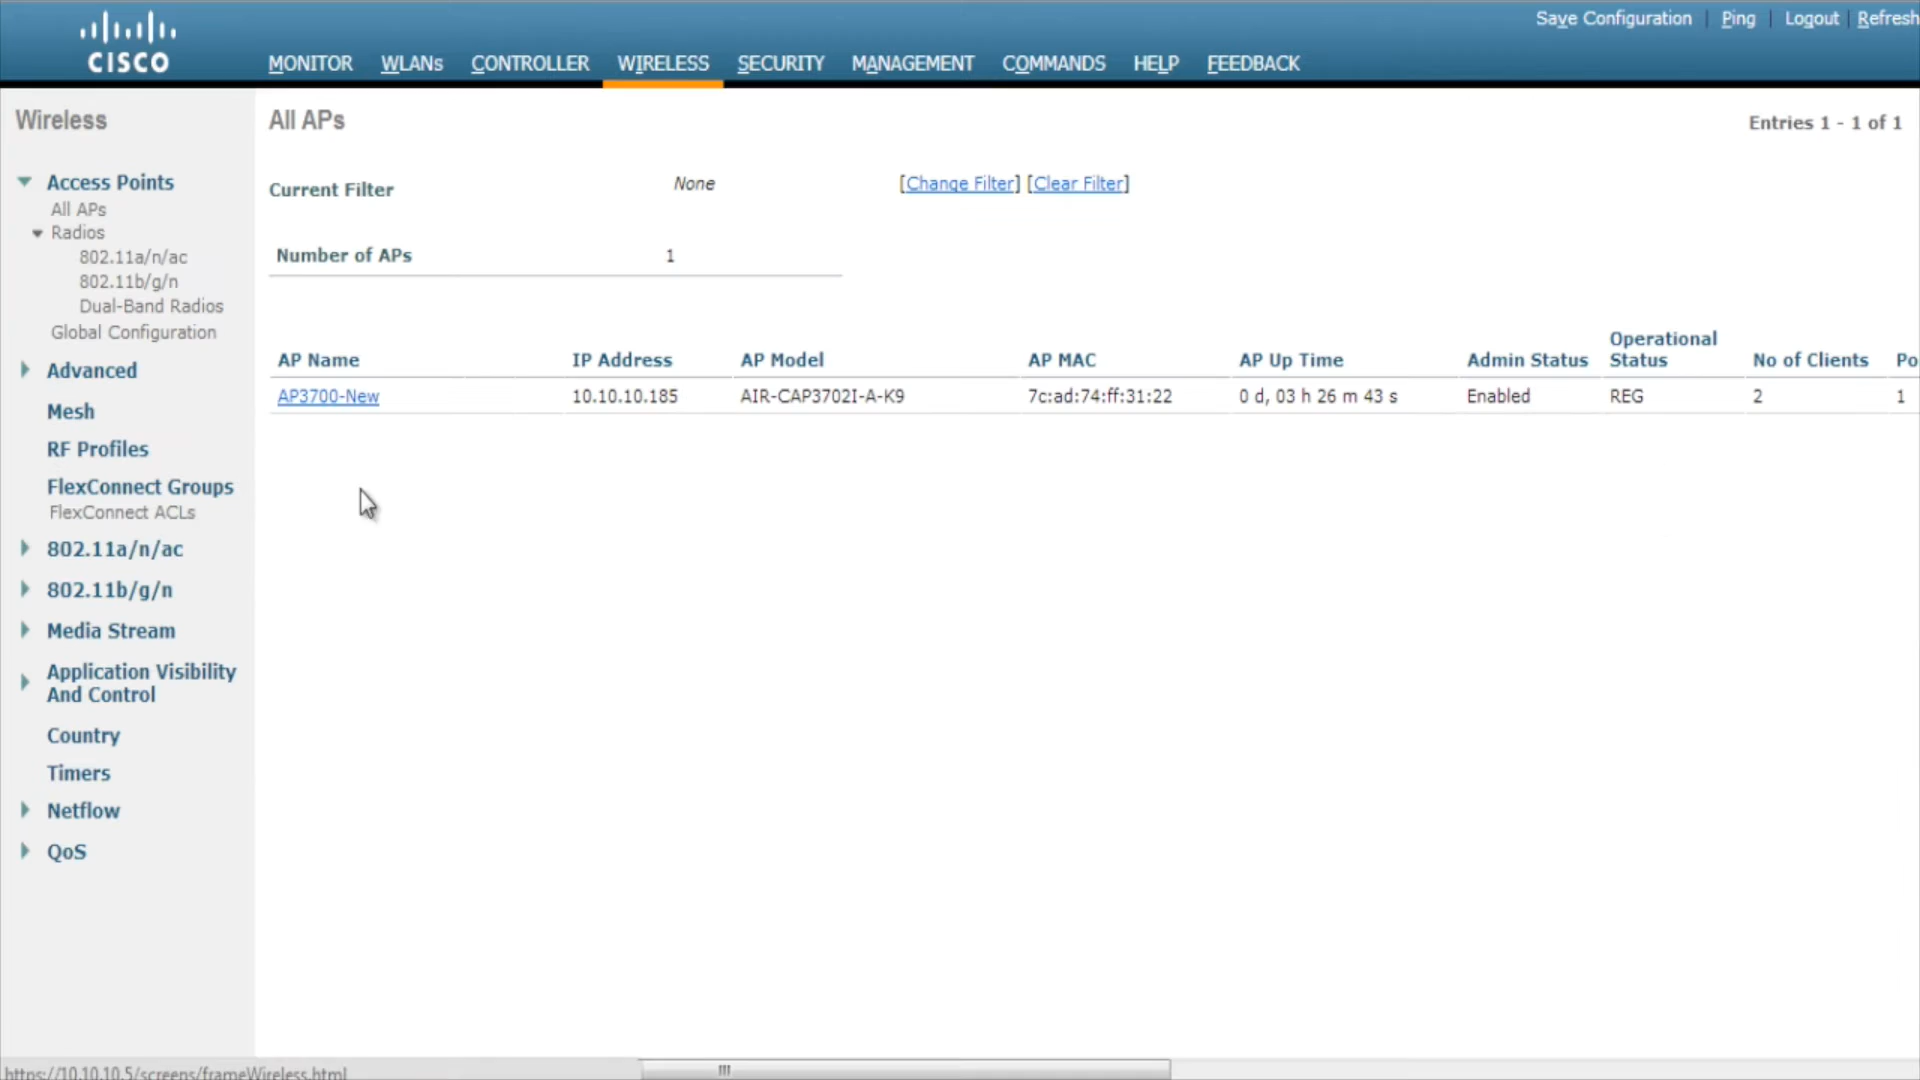 Save Configuration | Ping | Logout | Refresh
CISCO
MONITOR WLANs CONTROLLER WIRELESS SECURITY MANAGEMENT COMMANDS HELP FEEDBACK
Wireless
Access Points
All APs
Radios
802.11a/n/ac
802.11b/g/n
Dual-Band Radios
Global Configuration
Advanced
Mesh
RF Profiles
FlexConnect Groups
FlexConnect ACLs
802.11a/n/ac
802.11b/g/n
Media Stream
Application Visibility
And Control
Country
Timers
Netflow
QoS
All APs
Entries 1 - 1 of 1
Current Filter None [Change Filter] [Clear Filter]
Number of APs 1
AP Name IP Address AP Model AP MAC AP Up Time Admin Status Operational Status No of Clients Po
AP3700-New 10.10.10.185 AIR-CAP3702I-A-K9 7c:ad:74:ff:31:22 0 d, 03 h 26 m 43 s Enabled REG 2 1
https://10.10.10.5/screens/frameWireless.html